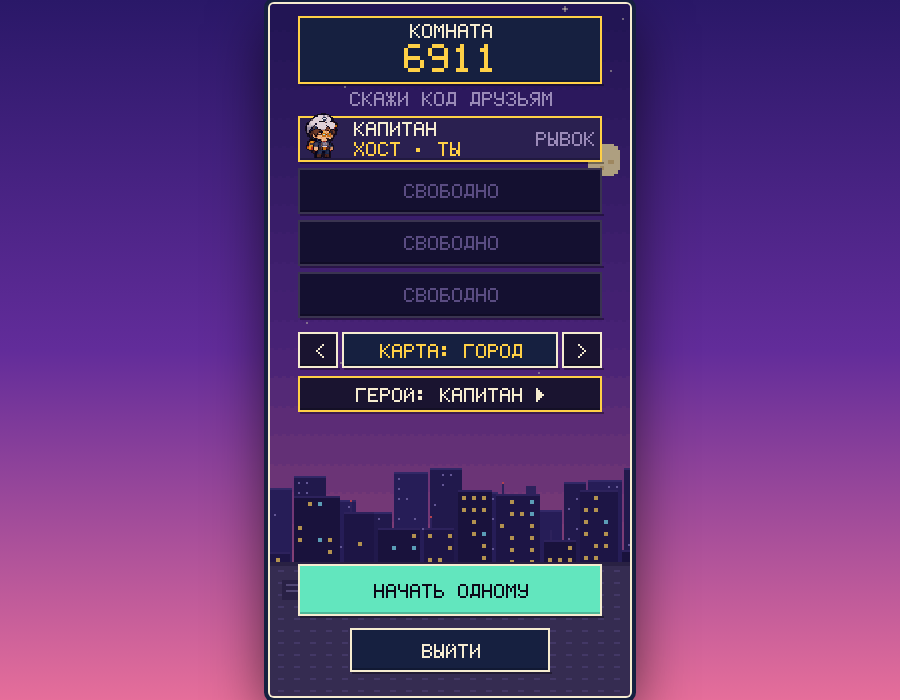 КОМНАТА
6911
СКАЖИ КОД ДРУЗЬЯМ
КАПИТАН
ХОСТ · ТЫ
РЫВОК
СВОБОДНО
СВОБОДНО
СВОБОДНО
< КАРТА: ГОРОД >
ГЕРОЙ: КАПИТАН ▶
НАЧАТЬ ОДНОМУ
ВЫЙТИ